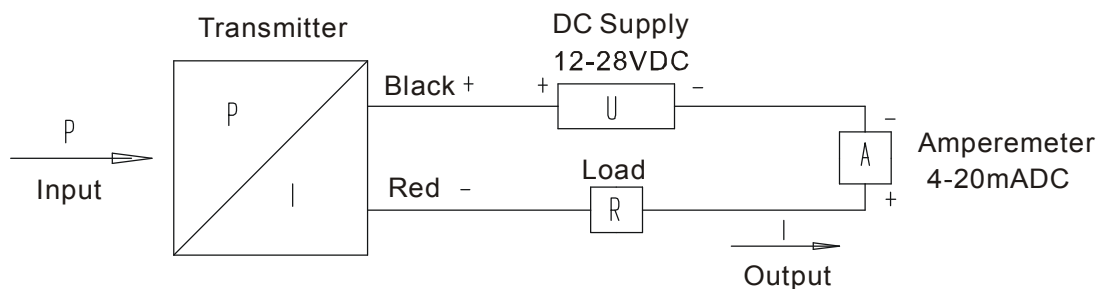 Transmitter
DC Supply
12-28VDC
Black +
+
U
-
P
P
Input
I
Red -
Load
R
-
A
+
Amperemeter
4-20mADC
I
Output